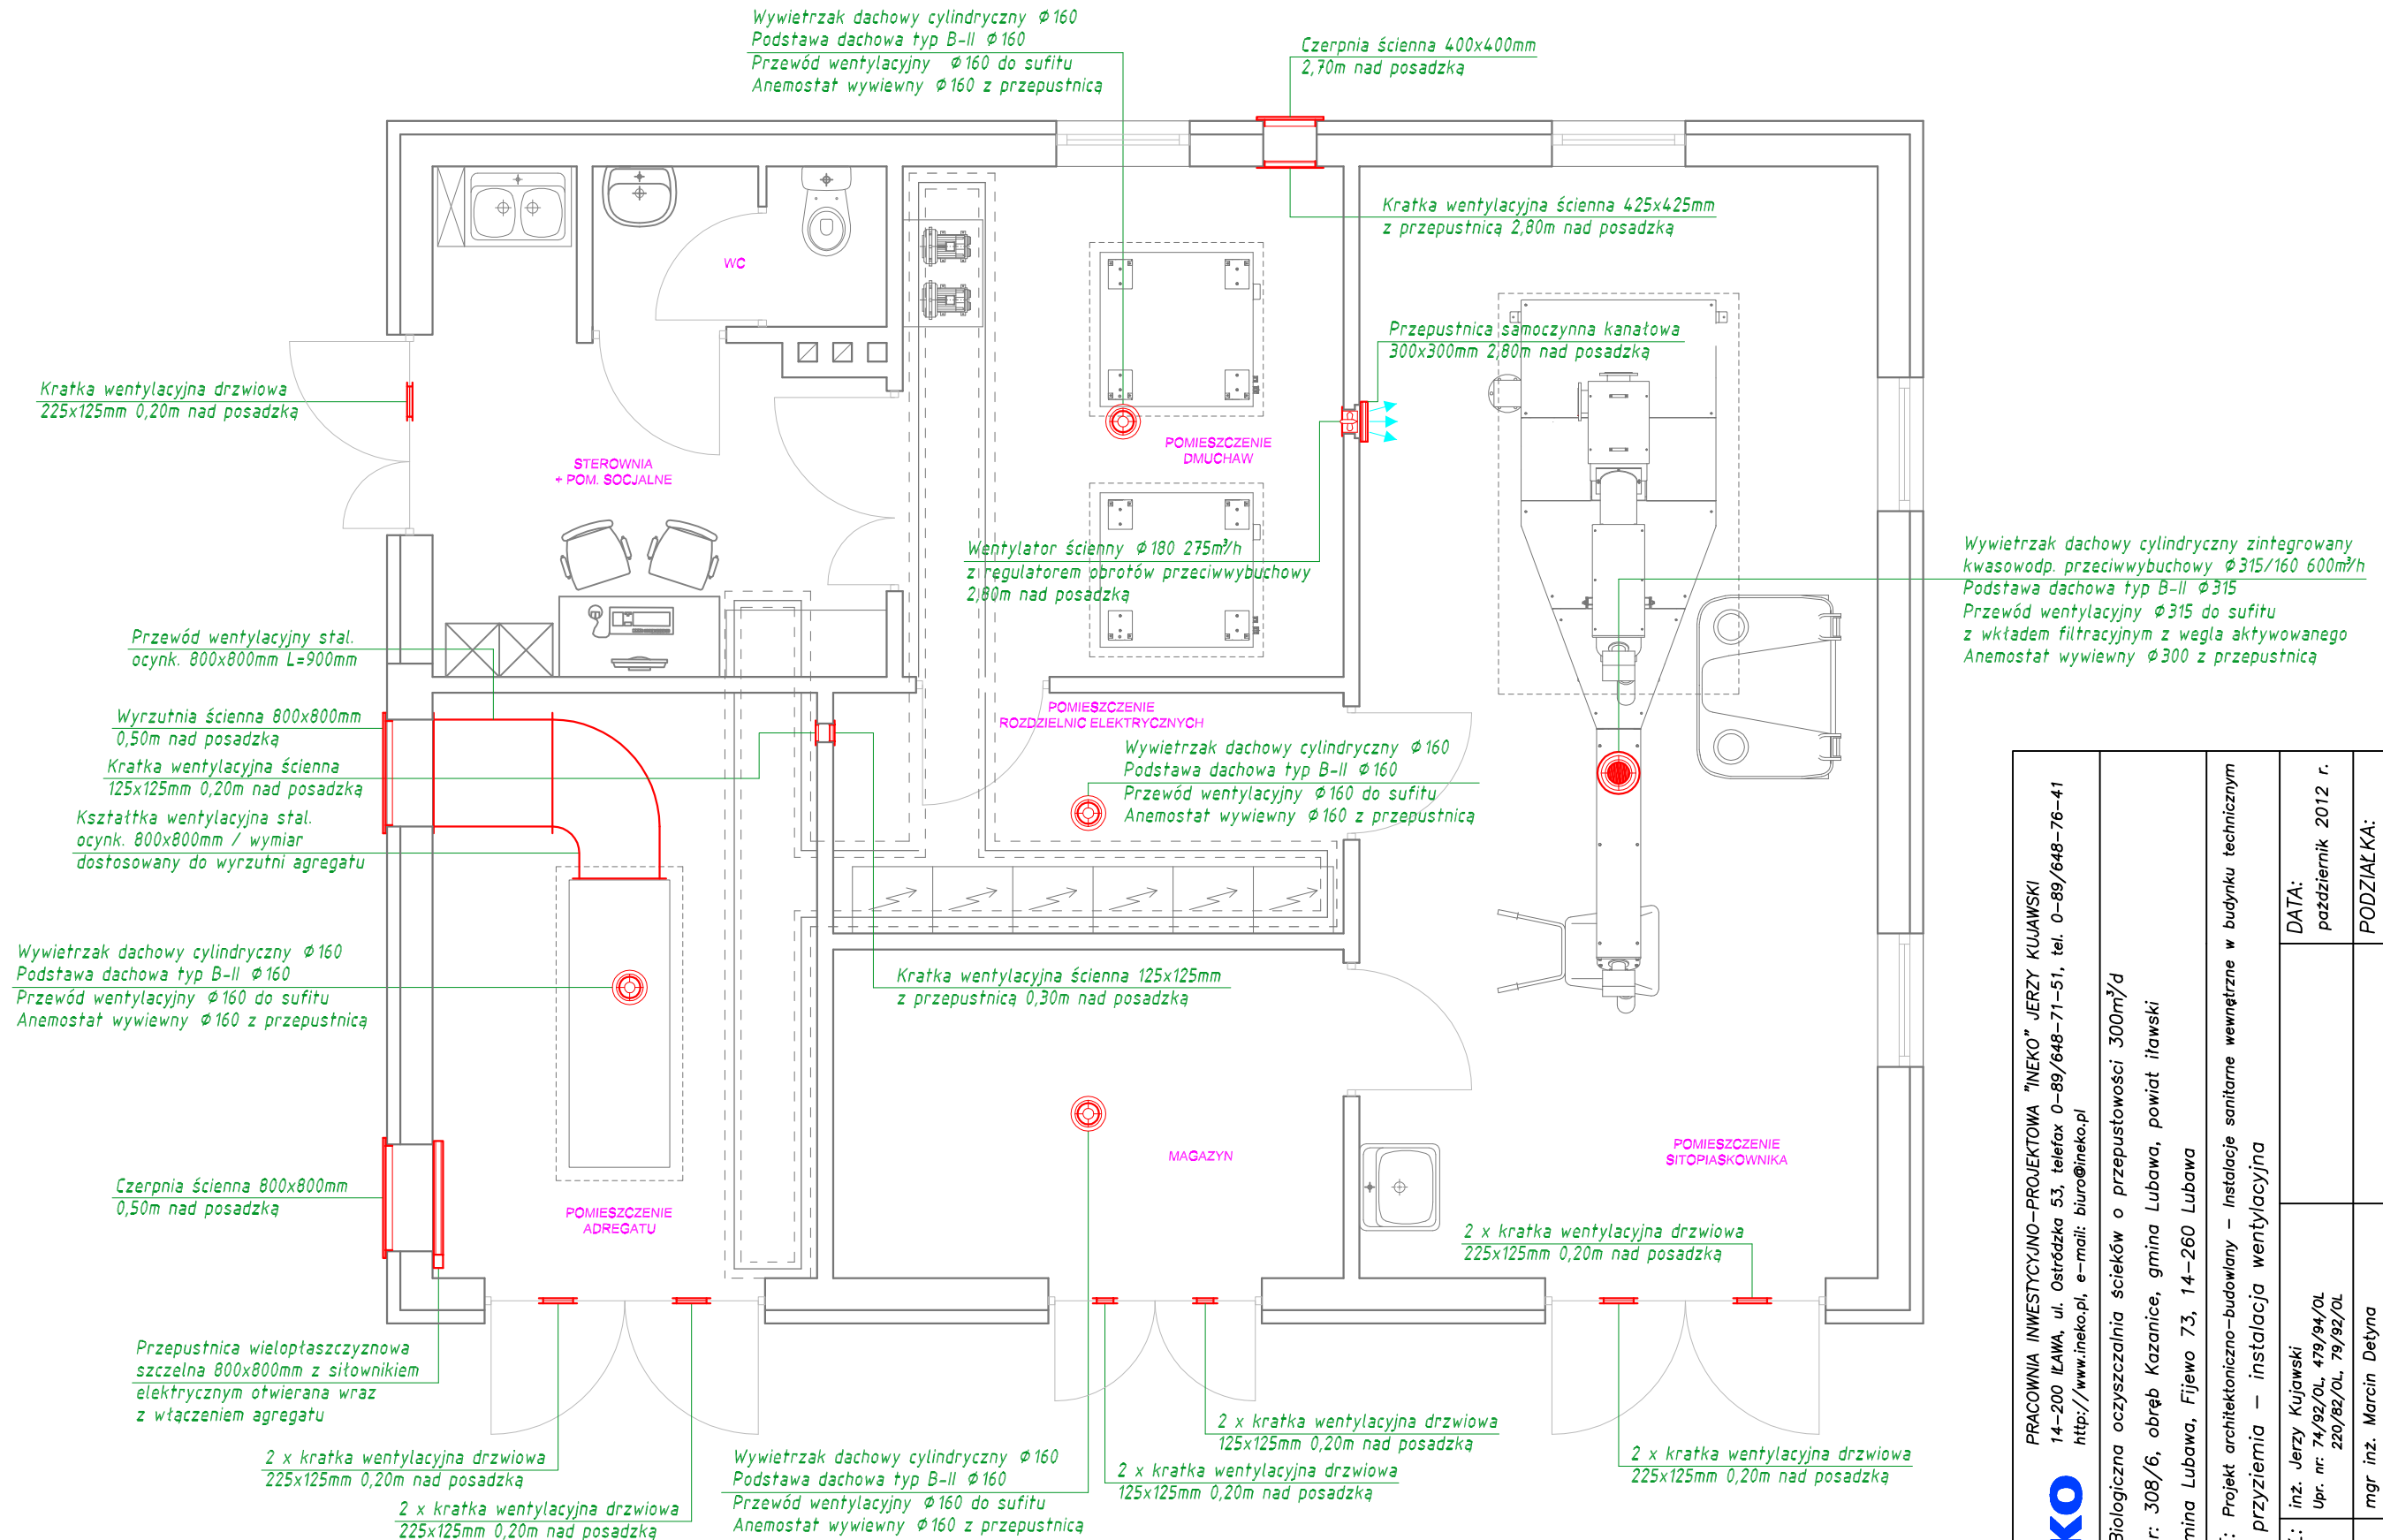 Wywietrzak dachowy cylindryczny ⌀160
Podstawa dachowa typ B-II ⌀160
Przewód wentylacyjny ⌀160 do sufitu
Anemostat wywiewny ⌀160 z przepustnicą
Czerpnia ścienna 400x400mm
2,70m nad posadzką
Kratka wentylacyjna ścienna 425x425mm
z przepustnicą 2,80m nad posadzką
WC
Przepustnica samoczynna kanałowa
300x300mm 2,80m nad posadzką
Kratka wentylacyjna drzwiowa
225x125mm 0,20m nad posadzką
POMIESZCZENIE
DMUCHAW
STEROWNIA
+ POM. SOCJALNE
Wentylator ścienny ⌀180 275m³/h
z regulatorem obrotów przeciwwybuchowy
2,80m nad posadzką
Wywietrzak dachowy cylindryczny zintegrowany
kwasowodp. przeciwwybuchowy ⌀315/160 600m³/h
Podstawa dachowa typ B-II ⌀315
Przewód wentylacyjny ⌀315 do sufitu
z wkładem filtracyjnym z wegla aktywowanego
Anemostat wywiewny ⌀300 z przepustnicą
Przewód wentylacyjny stal.
ocynk. 800x800mm L=900mm
Wyrzutnia ścienna 800x800mm
0,50m nad posadzką
POMIESZCZENIE
ROZDZIELNIC ELEKTRYCZNYCH
Wywietrzak dachowy cylindryczny ⌀160
Podstawa dachowa typ B-II ⌀160
Przewód wentylacyjny ⌀160 do sufitu
Anemostat wywiewny ⌀160 z przepustnicą
Kratka wentylacyjna ścienna
125x125mm 0,20m nad posadzką
Kształtka wentylacyjna stal.
ocynk. 800x800mm / wymiar
dostosowany do wyrzutni agregatu
Wywietrzak dachowy cylindryczny ⌀160
Podstawa dachowa typ B-II ⌀160
Przewód wentylacyjny ⌀160 do sufitu
Anemostat wywiewny ⌀160 z przepustnicą
Kratka wentylacyjna ścienna 125x125mm
z przepustnicą 0,30m nad posadzką
MAGAZYN
POMIESZCZENIE
SITOPIASKOWNIKA
Czerpnia ścienna 800x800mm
0,50m nad posadzką
POMIESZCZENIE
ADREGATU
2 x kratka wentylacyjna drzwiowa
225x125mm 0,20m nad posadzką
Przepustnica wielopłaszczyznowa
szczelna 800x800mm z siłownikiem
elektrycznym otwierana wraz
z włączeniem agregatu
2 x kratka wentylacyjna drzwiowa
225x125mm 0,20m nad posadzką
2 x kratka wentylacyjna drzwiowa
225x125mm 0,20m nad posadzką
Wywietrzak dachowy cylindryczny ⌀160
Podstawa dachowa typ B-II ⌀160
Przewód wentylacyjny ⌀160 do sufitu
Anemostat wywiewny ⌀160 z przepustnicą
2 x kratka wentylacyjna drzwiowa
125x125mm 0,20m nad posadzką
2 x kratka wentylacyjna drzwiowa
125x125mm 0,20m nad posadzką
2 x kratka wentylacyjna drzwiowa
225x125mm 0,20m nad posadzką
KO
PRACOWNIA INWESTYCYJNO-PROJEKTOWA "INEKO" JERZY KUJAWSKI
14-200 IŁAWA, ul. Ostródzka 53, telefax 0-89/648-71-51, tel. 0-89/648-76-41
http://www.ineko.pl, e-mail: biuro@ineko.pl
Biologiczna oczyszczalnia ścieków o przepustowości 300m³/d
r: 308/6, obręb Kazanice, gmina Lubawa, powiat iławski
mina Lubawa, Fijewo 73, 14-260 Lubawa
: Projekt architektoniczno-budowlany - Instalacje sanitarne wewnętrzne w budynku technicznym
przyziemia - instalacja wentylacyjna
inż. Jerzy Kujawski
Upr. nr: 74/92/OL, 479/94/OL
220/82/OL, 79/92/OL
DATA:
październik 2012 r.
mgr inż. Marcin Detyna
PODZIAŁKA: